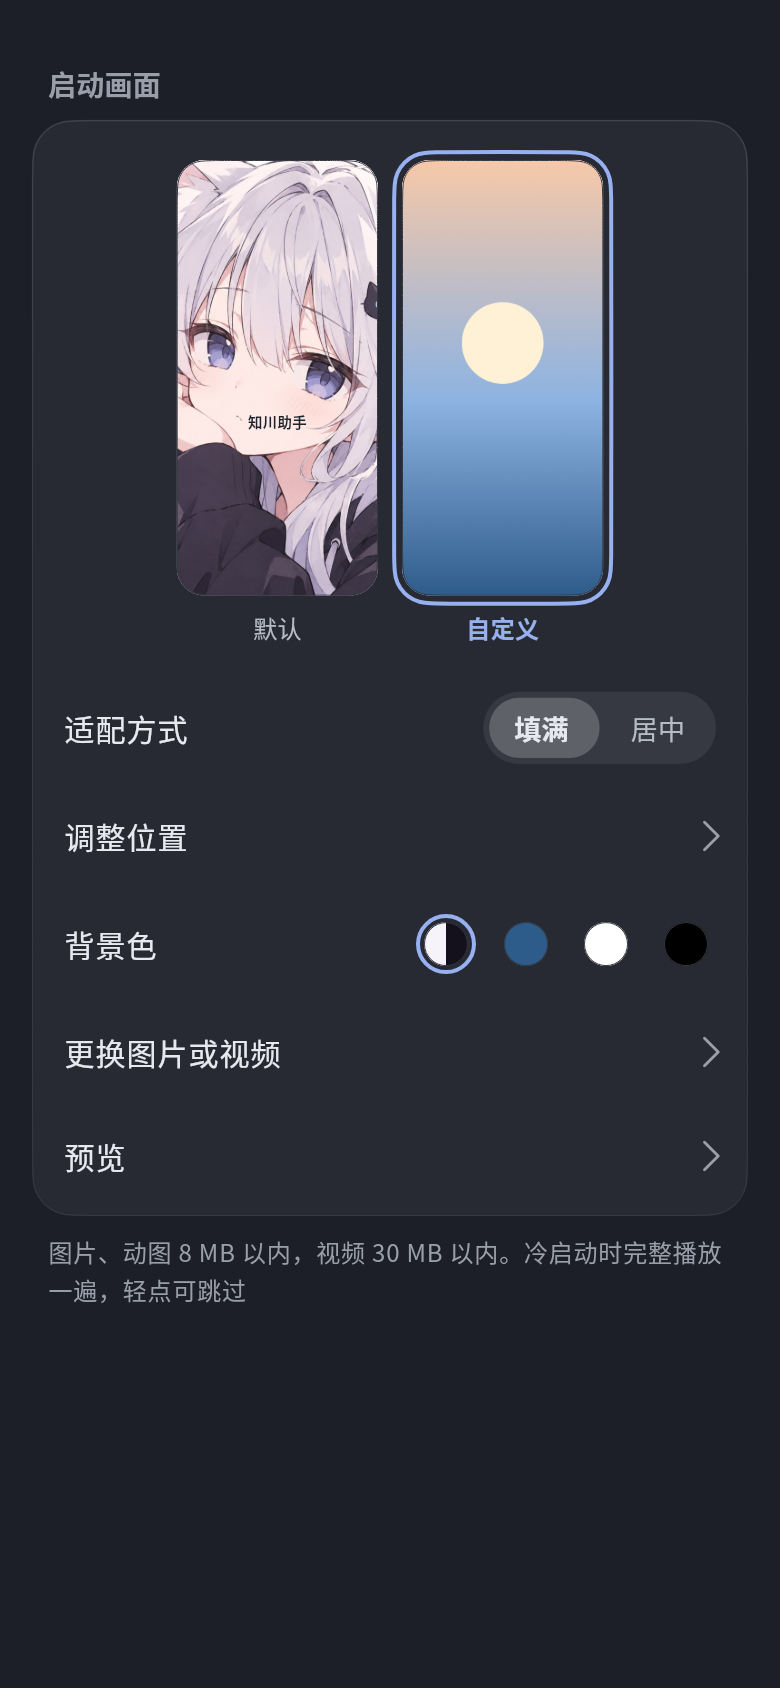 启动画面
知川助手
默认
自定义
适配方式
填满
居中
调整位置
背景色
更换图片或视频
预览
图片、动图 8 MB 以内，视频 30 MB 以内。冷启动时完整播放
一遍，轻点可跳过